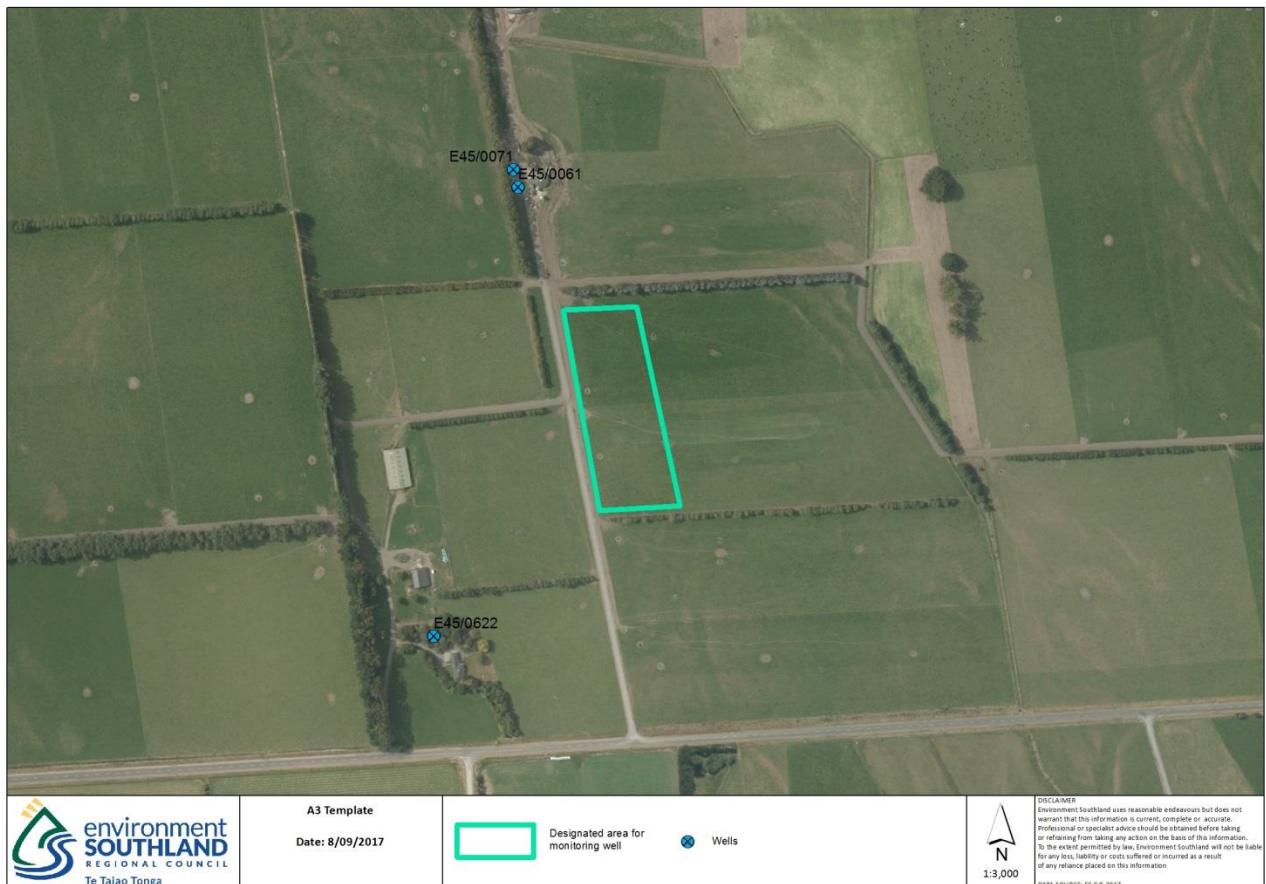 E45/0071
E45/0061
E45/0622
environment
SOUTHLAND
REGIONAL COUNCIL
Te Taiao Tonga
A3 Template
Date: 8/09/2017
Designated area for
monitoring well
Wells
N
1:3,000
DISCLAIMER
Environment Southland uses reasonable endeavours but does not
warrant that this information is current, complete or accurate.
Professional or specialist advice should be obtained before taking
or refraining from taking any action on the basis of this information.
To the extent permitted by law, Environment Southland will not be liable
for any loss, liability or costs suffered or incurred as a result
of any reliance placed on this information